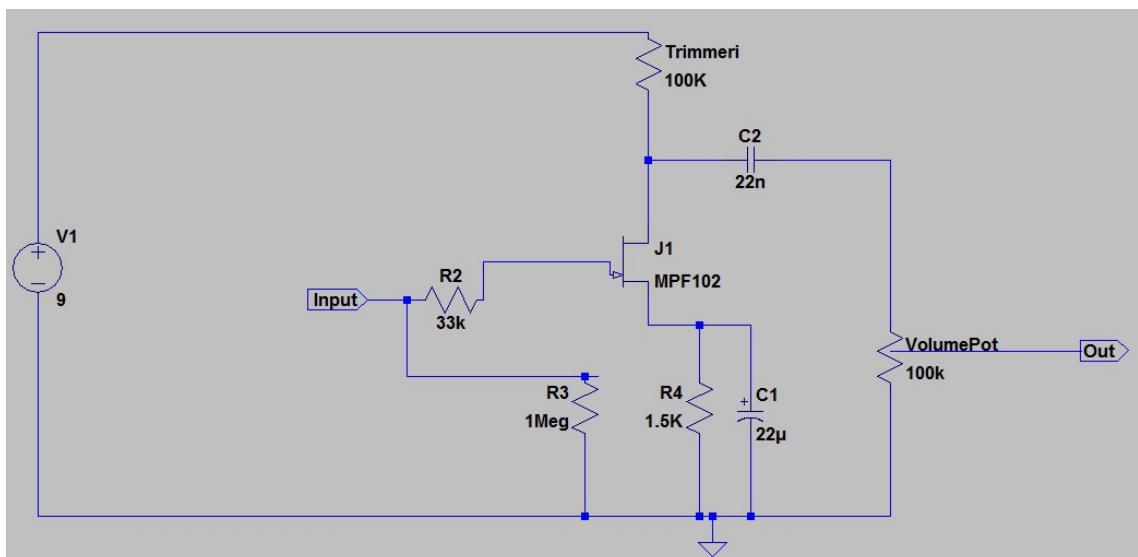 Trimmeri
100K
C2
22n
V1
9
J1
MPF102
R2
33k
Input
VolumePot
100k
Out
R3
1Meg
R4
1.5K
C1
22µ